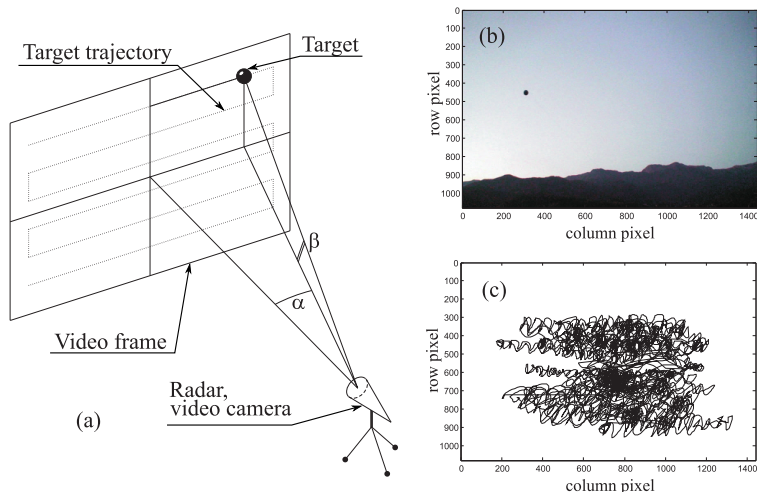 Target trajectory
Target
β
α
Video frame
Radar,
video camera
(a)
(b)
row pixel
0
100
200
300
400
500
600
700
800
900
1000
0 200 400 600 800 1000 1200 1400
column pixel
(c)
row pixel
0
100
200
300
400
500
600
700
800
900
1000
0 200 400 600 800 1000 1200 1400
column pixel